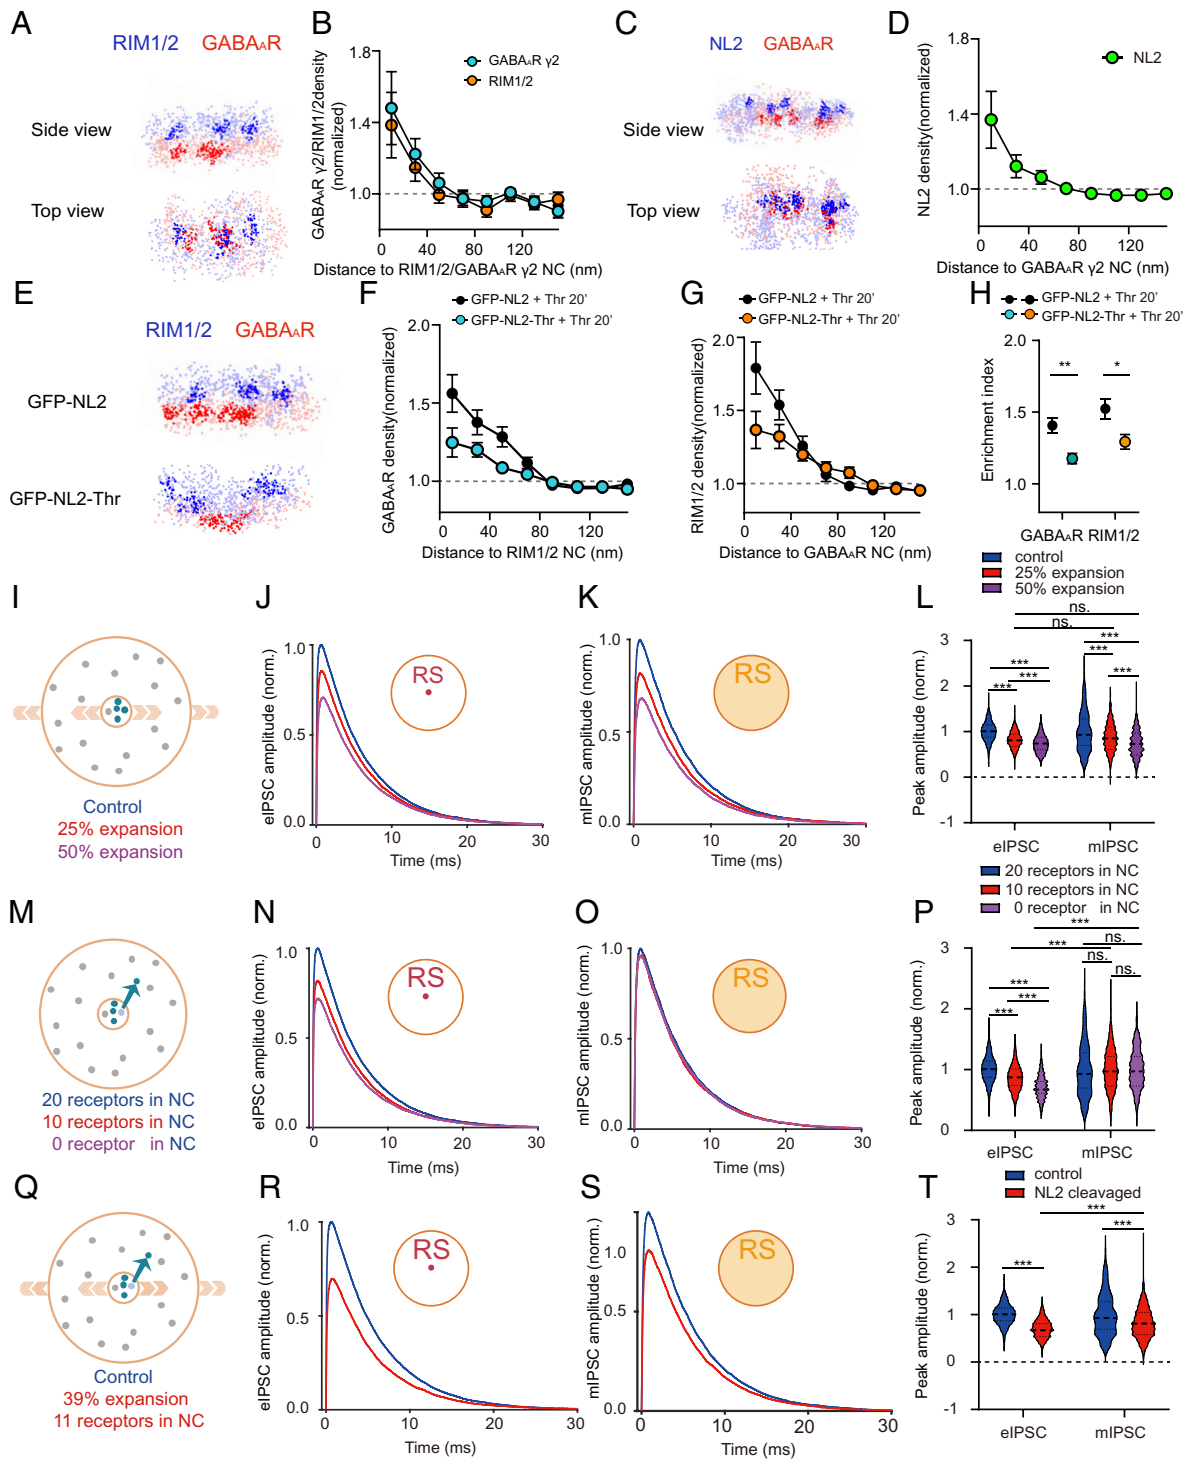 A
RIM1/2 GABAAR
Side view
Top view
B
GABAAR γ2/RIM1/2density
(normalized)
1.8
1.4
1.0
GABAAR γ2
RIM1/2
0 40 80 120
Distance to RIM1/2/GABAAR γ2 NC (nm)
C
NL2 GABAAR
Side view
Top view
D
NL2 density(normalized)
1.8
1.4
1.0
NL2
0 40 80 120
Distance to GABAAR γ2 NC (nm)
E
RIM1/2 GABAAR
GFP-NL2
GFP-NL2-Thr
F
GFP-NL2 + Thr 20'
GFP-NL2-Thr + Thr 20'
GABAAR density(normalized)
2.0
1.5
1.0
0 40 80 120
Distance to RIM1/2 NC (nm)
G
GFP-NL2 + Thr 20'
GFP-NL2-Thr + Thr 20'
RIM1/2 density(normalized)
2.0
1.5
1.0
0 40 80 120
Distance to GABAAR NC (nm)
H
GFP-NL2 + Thr 20'
GFP-NL2-Thr + Thr 20'
Enrichment index
2.0
1.5
1.0
** *
GABAAR RIM1/2
I
Control
25% expansion
50% expansion
J
eIPSC amplitude (norm.)
1.0
0.5
0.0
RS
0 10 20 30
Time (ms)
K
mIPSC amplitude (norm.)
1.0
0.5
0.0
RS
0 10 20 30
Time (ms)
control
25% expansion
50% expansion
L
Peak amplitude (norm.)
3
2
1
0
-1
ns.
ns.
***
***
***
***
***
***
eIPSC mIPSC
M
20 receptors in NC
10 receptors in NC
0 receptor in NC
N
eIPSC amplitude (norm.)
1.0
0.5
0.0
RS
0 10 20 30
Time (ms)
O
mIPSC amplitude (norm.)
1.0
0.5
0.0
RS
0 10 20 30
Time (ms)
20 receptors in NC
10 receptors in NC
0 receptor in NC
P
Peak amplitude (norm.)
3
2
1
0
***
ns.
***
ns.
ns.
***
***
***
eIPSC mIPSC
Q
Control
39% expansion
11 receptors in NC
R
eIPSC amplitude (norm.)
1.0
0.5
0.0
RS
0 10 20 30
Time (ms)
S
mIPSC amplitude (norm.)
1.0
0.5
0.0
RS
0 10 20 30
Time (ms)
control
NL2 cleavaged
T
Peak amplitude (norm.)
3
2
1
0
-1
***
***
***
eIPSC mIPSC